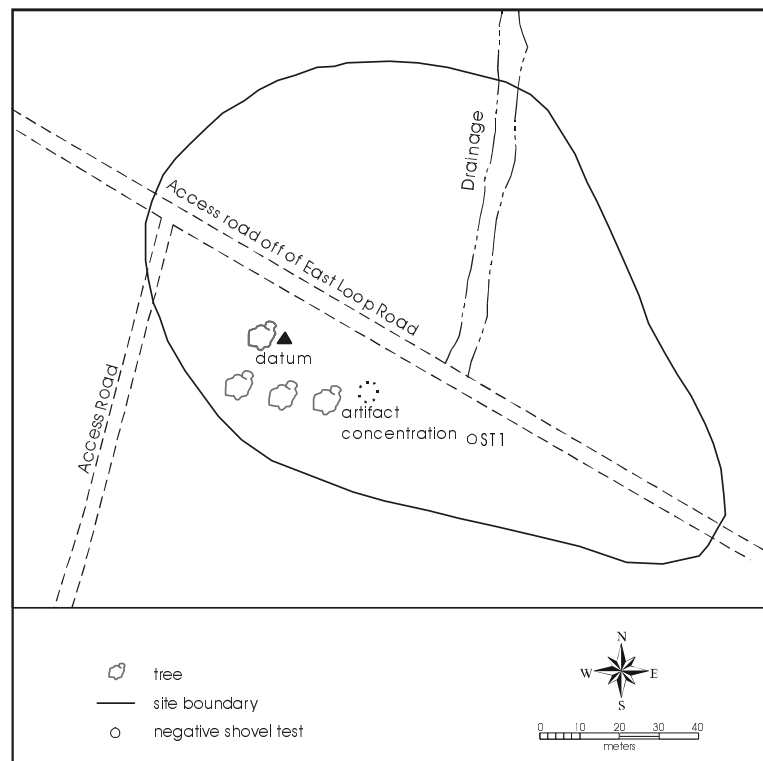 Drainage
Access road off of East Loop Road
datum
Access Road
artifact
concentration
ST1
tree
site boundary
negative shovel test
N
W E
S
0 10 20 30 40
meters